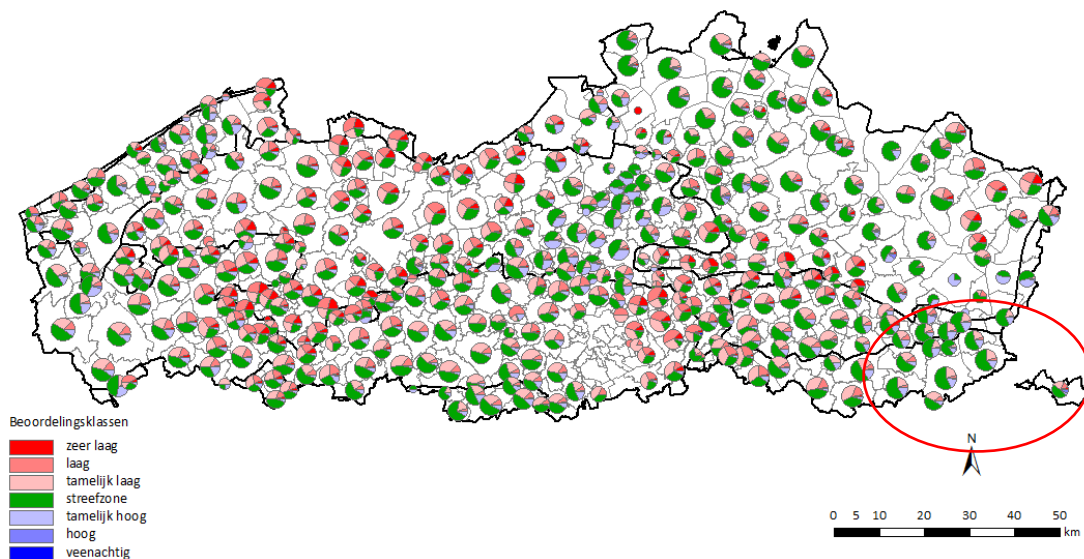 Beoordelingsklassen
zeer laag
laag
tamelijk laag
streefzone
tamelijk hoog
hoog
veenachtig
N
0 5 10 20 30 40 50
km